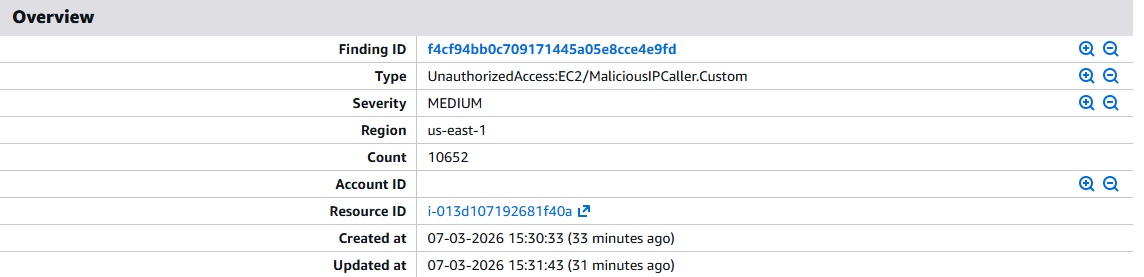 Overview
Finding ID f4cf94bb0c709171445a05e8cce4e9fd
Type UnauthorizedAccess:EC2/MaliciousIPCaller.Custom
Severity MEDIUM
Region us-east-1
Count 10652
Account ID
Resource ID i-013d107192681f40a
Created at 07-03-2026 15:30:33 (33 minutes ago)
Updated at 07-03-2026 15:31:43 (31 minutes ago)